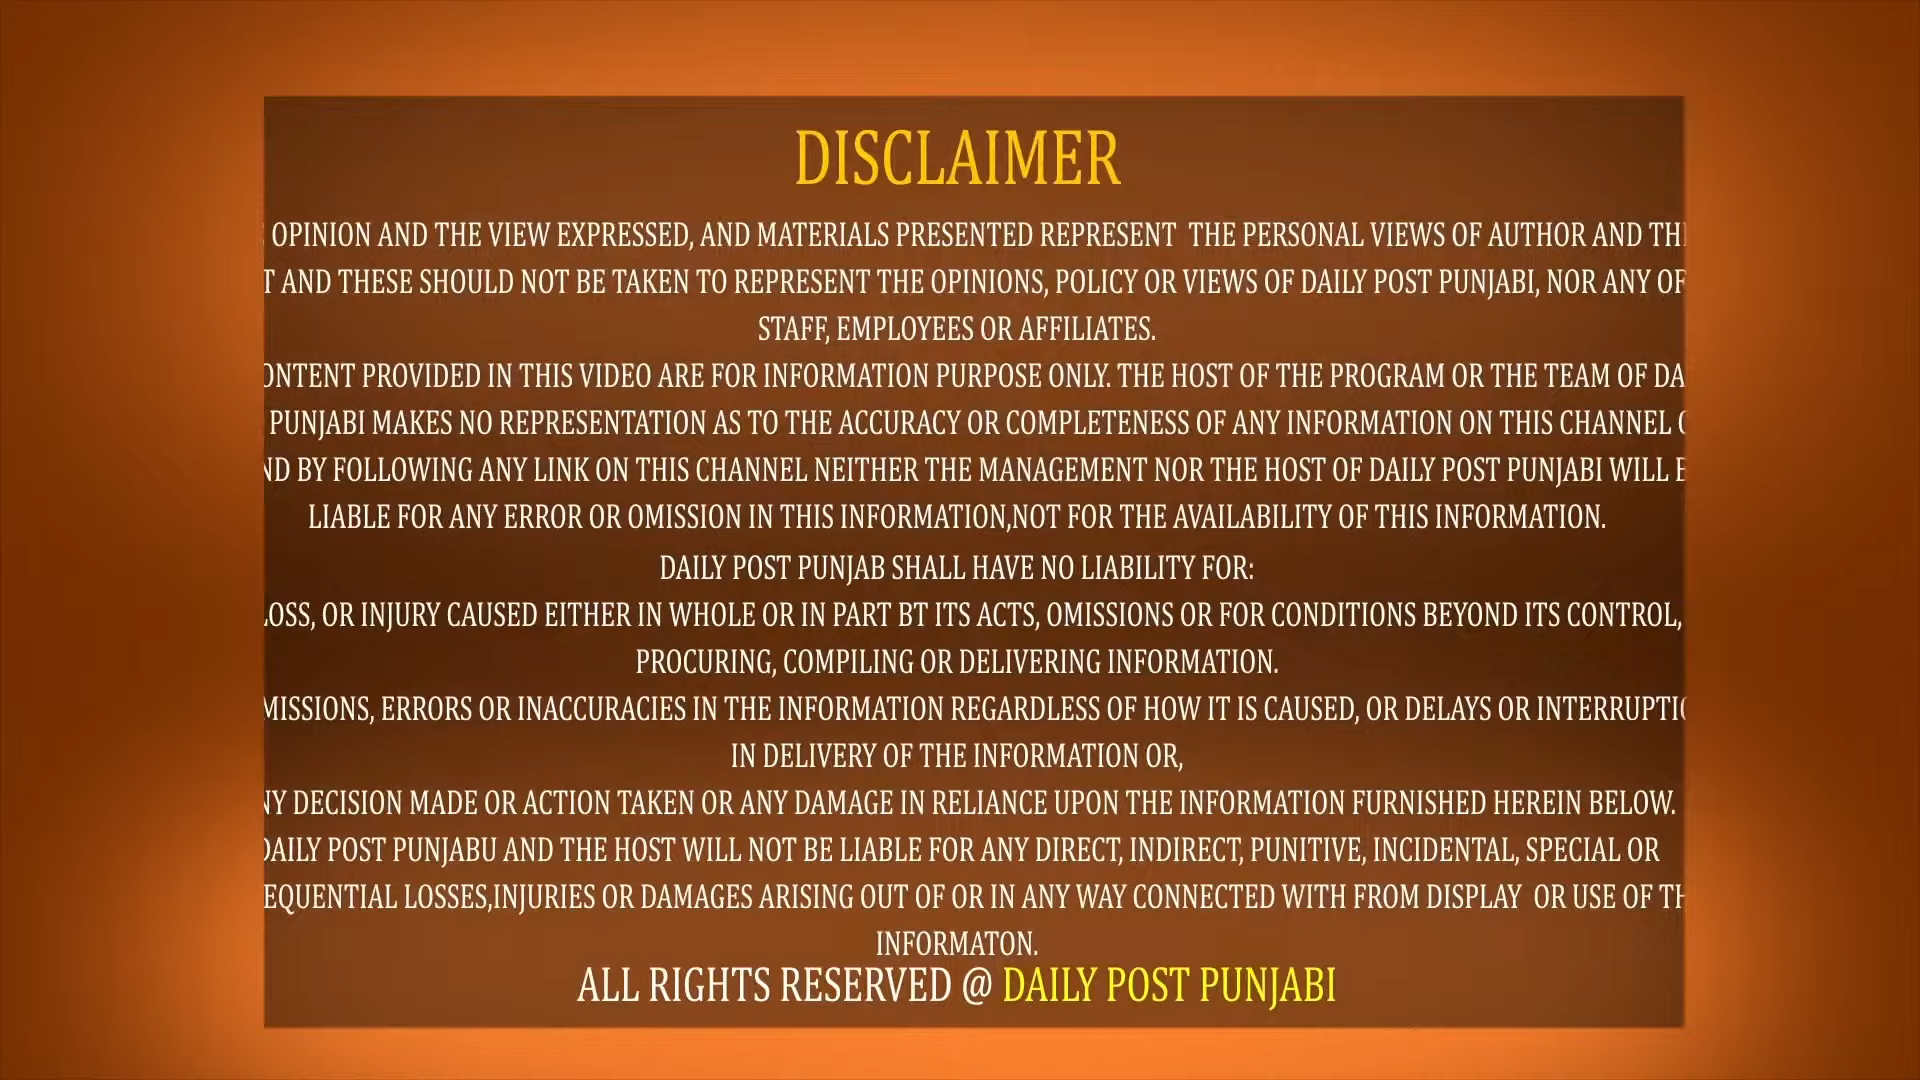 DISCLAIMER
OPINION AND THE VIEW EXPRESSED, AND MATERIALS PRESENTED REPRESENT THE PERSONAL VIEWS OF AUTHOR AND
AND THESE SHOULD NOT BE TAKEN TO REPRESENT THE OPINIONS, POLICY OR VIEWS OF DAILY POST PUNJABI, NOR ANY OF
STAFF, EMPLOYEES OR AFFILIATES.
PROVIDED IN THIS VIDEO ARE FOR INFORMATION PURPOSE ONLY. THE HOST OF THE PROGRAM OR THE TEAM OF
PUNJABI MAKES NO REPRESENTATION AS TO THE ACCURACY OR COMPLETENESS OF ANY INFORMATION ON THIS CHANNEL
BY FOLLOWING ANY LINK ON THIS CHANNEL NEITHER THE MANAGEMENT NOR THE HOST OF DAILY POST PUNJABI WILL
LIABLE FOR ANY ERROR OR OMISSION IN THIS INFORMATION,NOT FOR THE AVAILABILITY OF THIS INFORMATION.
DAILY POST PUNJAB SHALL HAVE NO LIABILITY FOR:
LOSS, OR INJURY CAUSED EITHER IN WHOLE OR IN PART BT ITS ACTS, OMISSIONS OR FOR CONDITIONS BEYOND ITS CONTROL,
PROCURING, COMPILING OR DELIVERING INFORMATION.
ERRORS OR INACCURACIES IN THE INFORMATION REGARDLESS OF HOW IT IS CAUSED, OR DELAYS OR
IN DELIVERY OF THE INFORMATION OR,
DECISION MADE OR ACTION TAKEN OR ANY DAMAGE IN RELIANCE UPON THE INFORMATION FURNISHED HEREIN BELOW.
DAILY POST PUNJABU AND THE HOST WILL NOT BE LIABLE FOR ANY DIRECT, INDIRECT, PUNITIVE, INCIDENTAL, SPECIAL OR
LOSSES,INJURIES OR DAMAGES ARISING OUT OF OR IN ANY WAY CONNECTED WITH FROM DISPLAY OR USE OF
INFORMATON.
ALL RIGHTS RESERVED @ DAILY POST PUNJABI